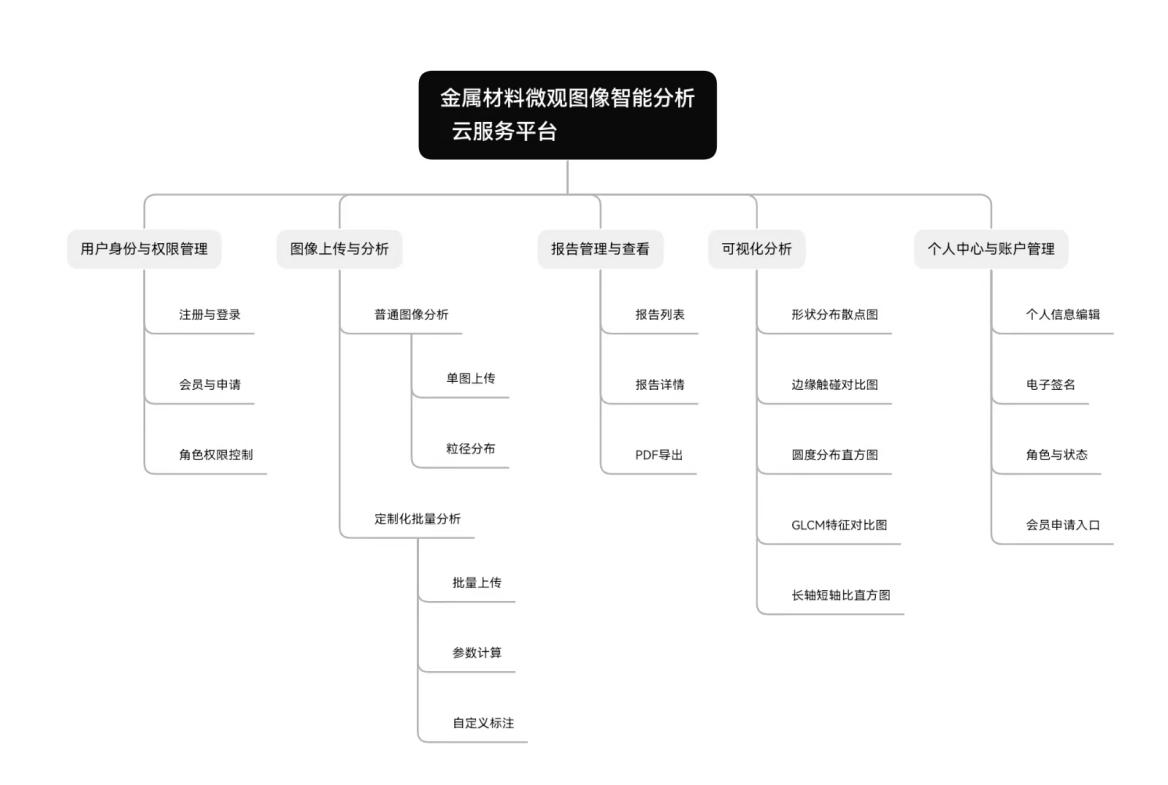 金属材料微观图像智能分析
云服务平台
用户身份与权限管理
注册与登录
会员与申请
角色权限控制
图像上传与分析
普通图像分析
单图上传
粒径分布
定制化批量分析
批量上传
参数计算
自定义标注
报告管理与查看
报告列表
报告详情
PDF导出
可视化分析
形状分布散点图
边缘触碰对比图
圆度分布直方图
GLCM特征对比图
长轴短轴比直方图
个人中心与账户管理
个人信息编辑
电子签名
角色与状态
会员申请入口